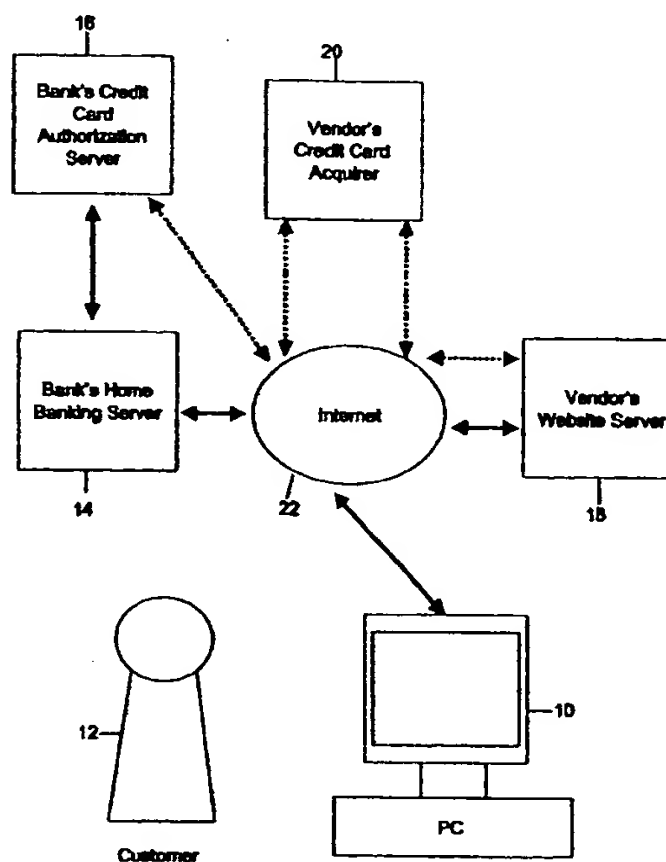 16
Bank's Credit
Card
Authorization
Server
20
Vendor's
Credit Card
Acquirer
Bank's Home
Banking Server
14
Internet
22
Vendor's
Website Server
18
12
Customer
10
PC